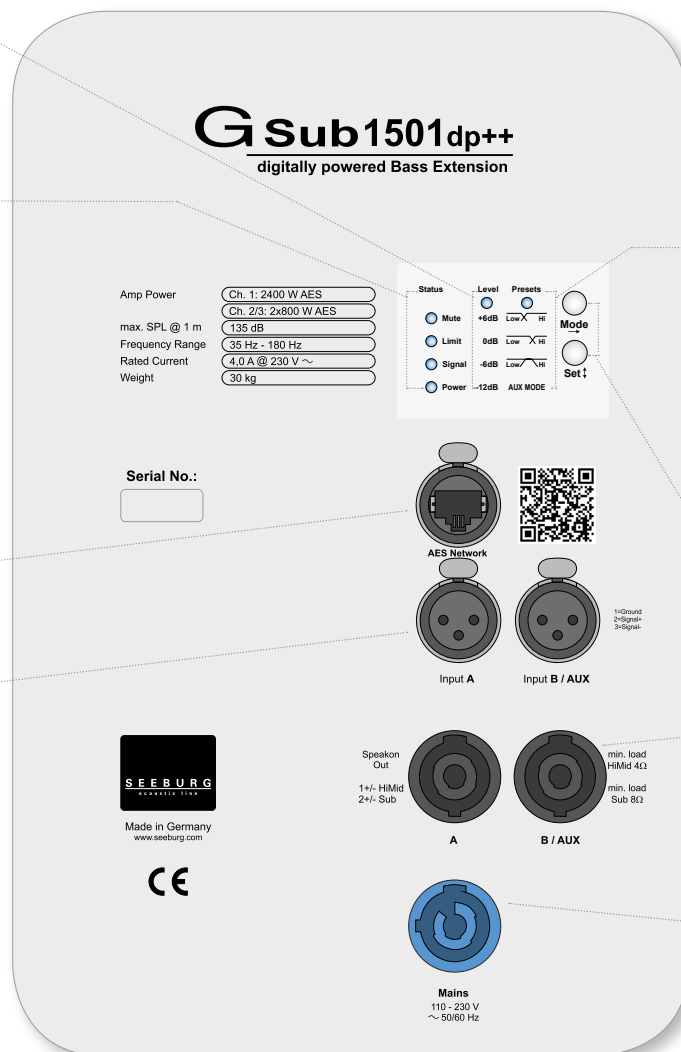 G Sub1501dp++
digitally powered Bass Extension
Amp Power
Ch. 1: 2400 W AES
Ch. 2/3: 2x800 W AES
max. SPL @ 1 m
135 dB
Frequency Range
35 Hz - 180 Hz
Rated Current
4,0 A @ 230 V ~
Weight
30 kg
Status
Level
Presets
Mute
+6dB
Low
Hi
Limit
0dB
Low
Hi
Signal
-6dB
Low
Hi
Power
-12dB
AUX MODE
Mode
→
Set ↕
Serial No.:
AES Network
1=Ground
2=Signal+
3=Signal-
Input A
Input B / AUX
Speakon
Out
1+/- HiMid
2+/- Sub
min. load
HiMid 4Ω
min. load
Sub 8Ω
A
B / AUX
SEEBURG
acoustic line
Made in Germany
www.seeburg.com
CE
Mains
110 - 230 V
~ 50/60 Hz